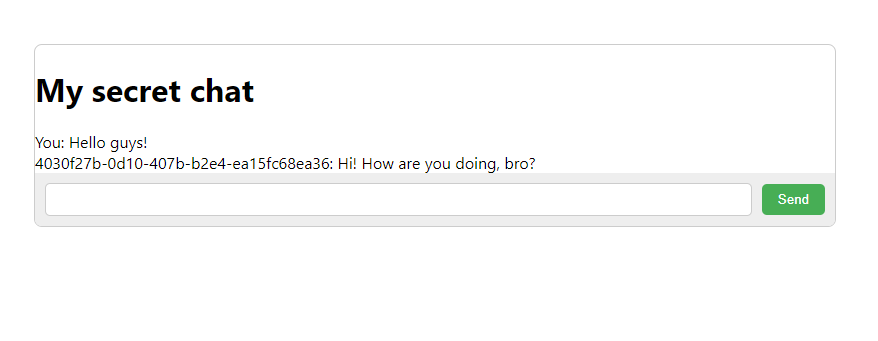 My secret chat
You: Hello guys!
4030f27b-0d10-407b-b2e4-ea15fc68ea36: Hi! How are you doing, bro?
Send